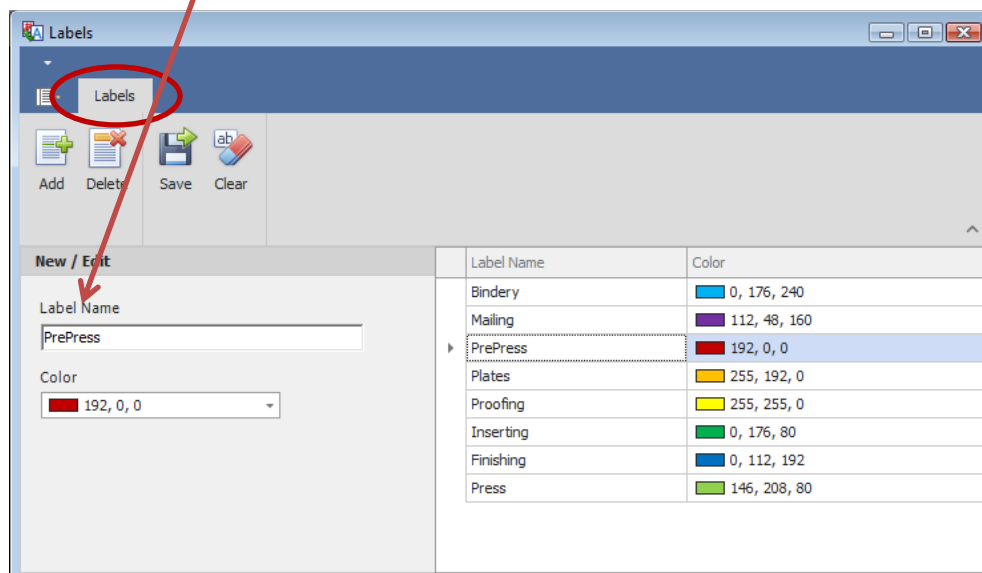 Labels
Labels
Add Delete Save Clear
New / Edit
Label Name
PrePress
Color
192, 0, 0
Label Name Color
Bindery 0, 176, 240
Mailing 112, 48, 160
PrePress 192, 0, 0
Plates 255, 192, 0
Proofing 255, 255, 0
Inserting 0, 176, 80
Finishing 0, 112, 192
Press 146, 208, 80